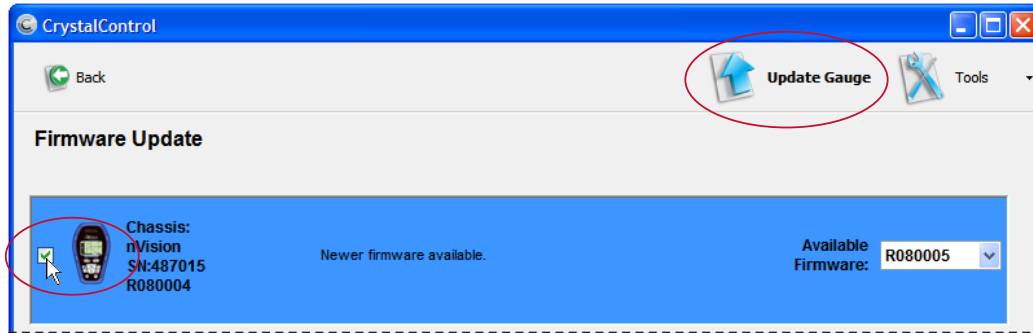 CrystalControl
Back
Update Gauge
Tools
Firmware Update
Chassis:
nVision
SN:487015
R080004
Newer firmware available.
Available
Firmware:
R080005